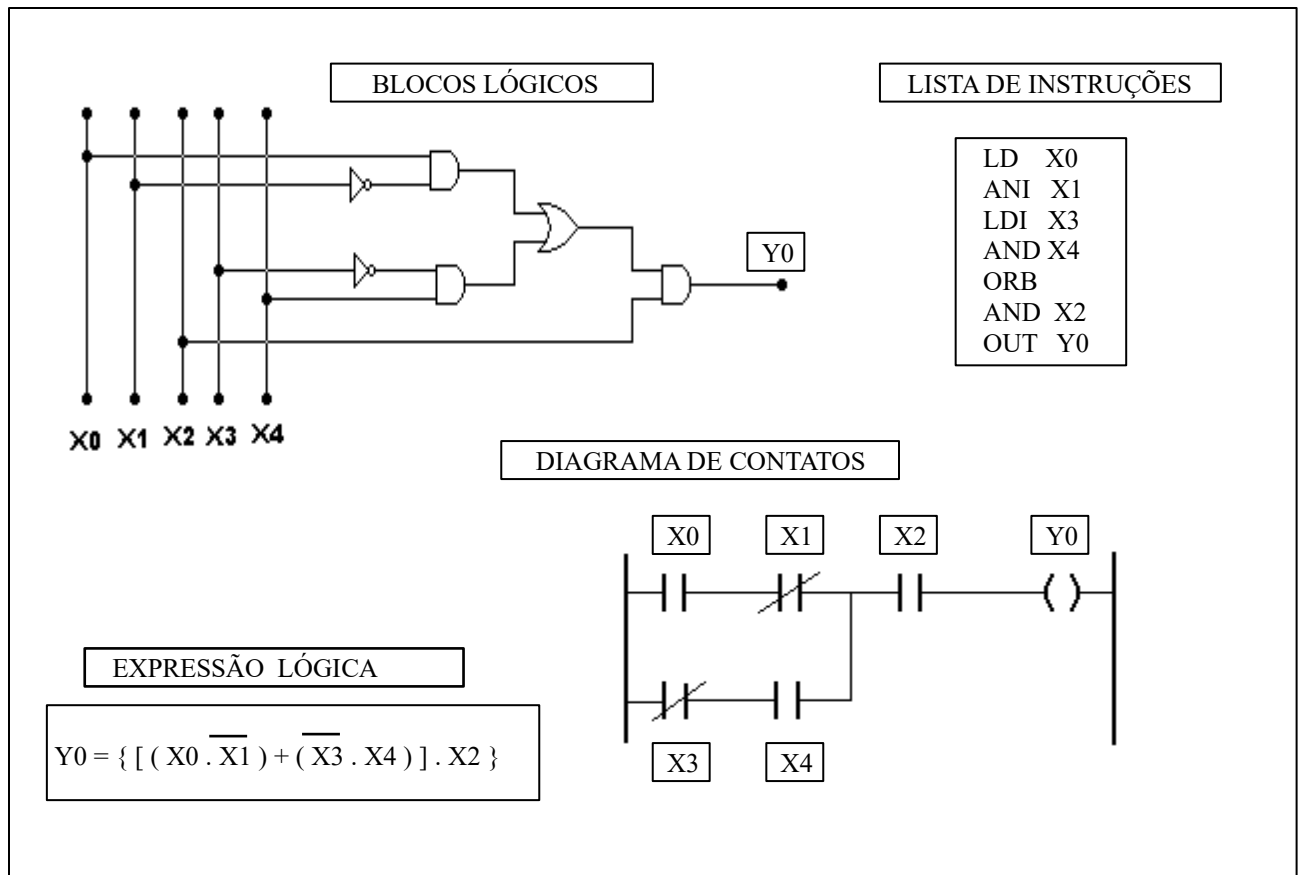 BLOCOS LÓGICOS
LISTA DE INSTRUÇÕES
LD X0
ANI X1
LDI X3
AND X4
ORB
AND X2
OUT Y0
Y0
X0 X1 X2 X3 X4
DIAGRAMA DE CONTATOS
X0 X1 X2 Y0
X3 X4
EXPRESSÃO LÓGICA
Y0 = { [ ( X0 . X̅1̅ ) + ( X̅3̅ . X4 ) ] . X2 }